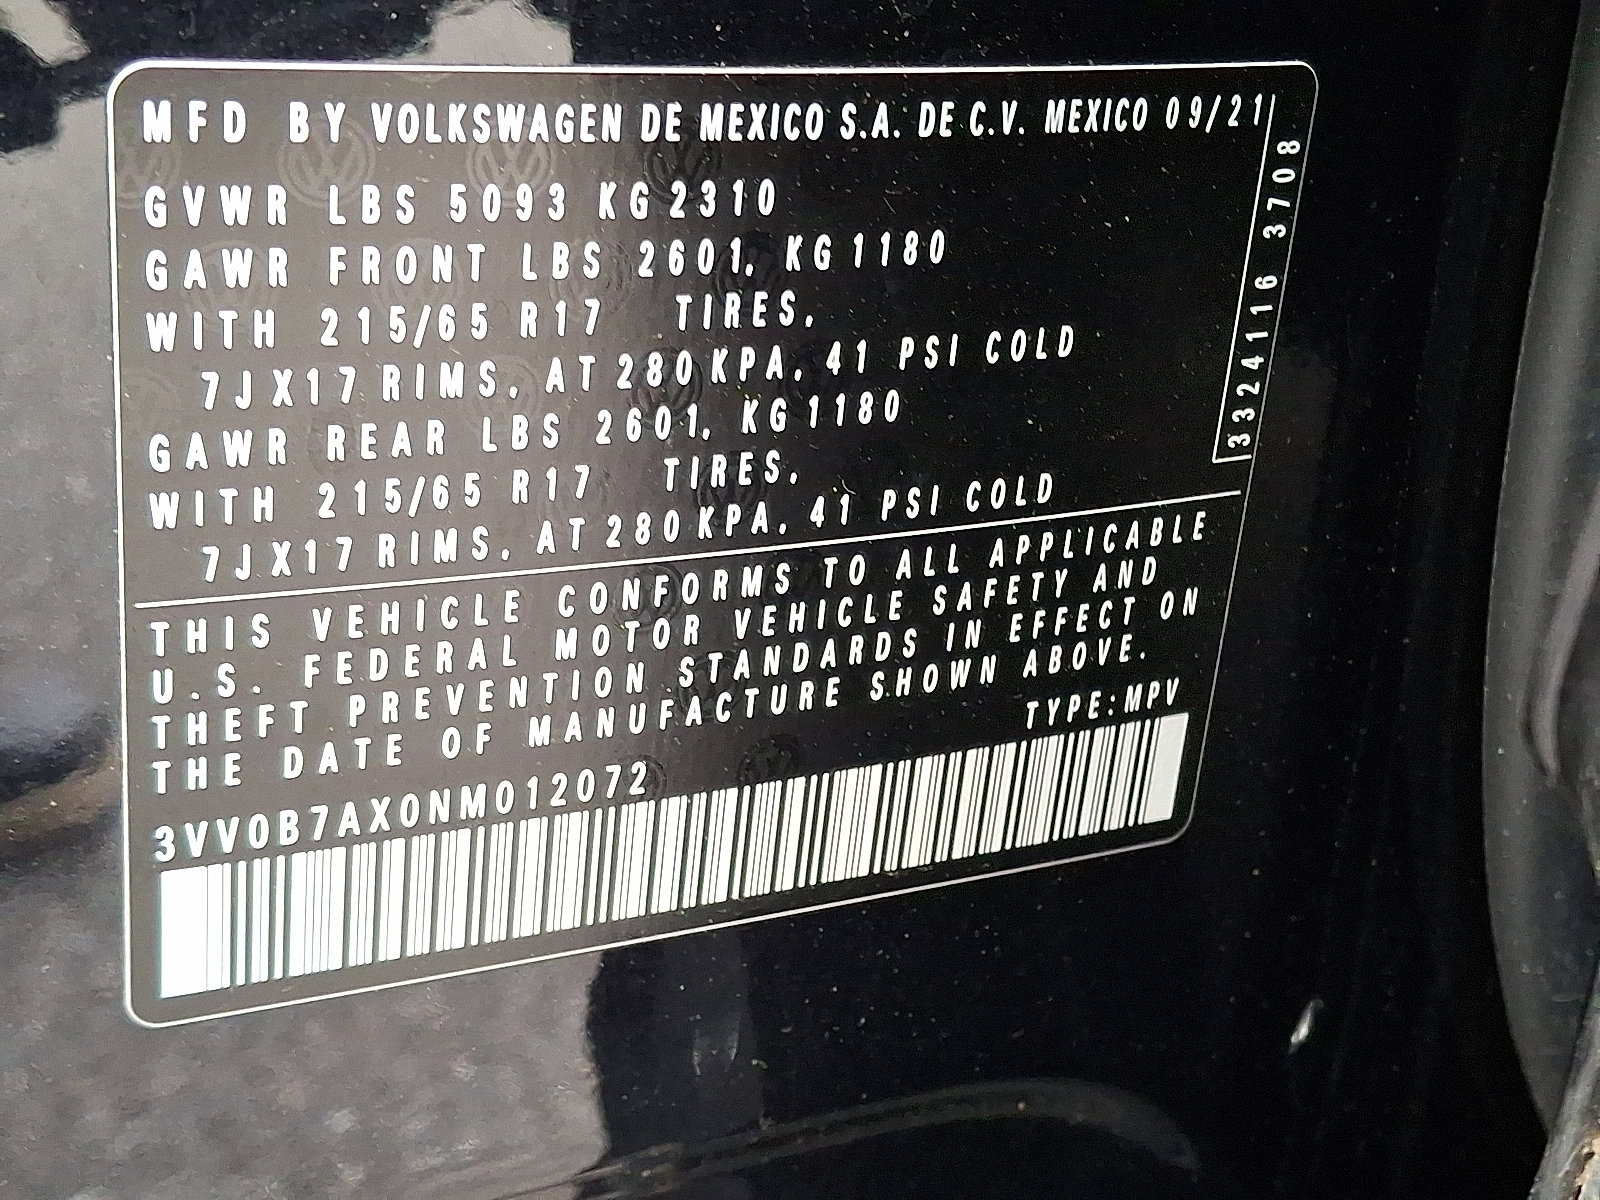 MFD BY VOLKSWAGEN DE MEXICO S.A. DE C.V. MEXICO 09/21
GVWR LBS 5093 KG 2310
GAWR FRONT LBS 2601, KG 1180
WITH 215/65 R17 TIRES,
7JX17 RIMS, AT 280 KPA, 41 PSI COLD
GAWR REAR LBS 2601, KG 1180
WITH 215/65 R17 TIRES,
7JX17 RIMS, AT 280 KPA, 41 PSI COLD
3324116 3708
THIS VEHICLE CONFORMS TO ALL APPLICABLE
U.S. FEDERAL MOTOR VEHICLE SAFETY AND
THEFT PREVENTION STANDARDS IN EFFECT ON
THE DATE OF MANUFACTURE SHOWN ABOVE.
TYPE:MPV
3VV0B7AX0NM012072